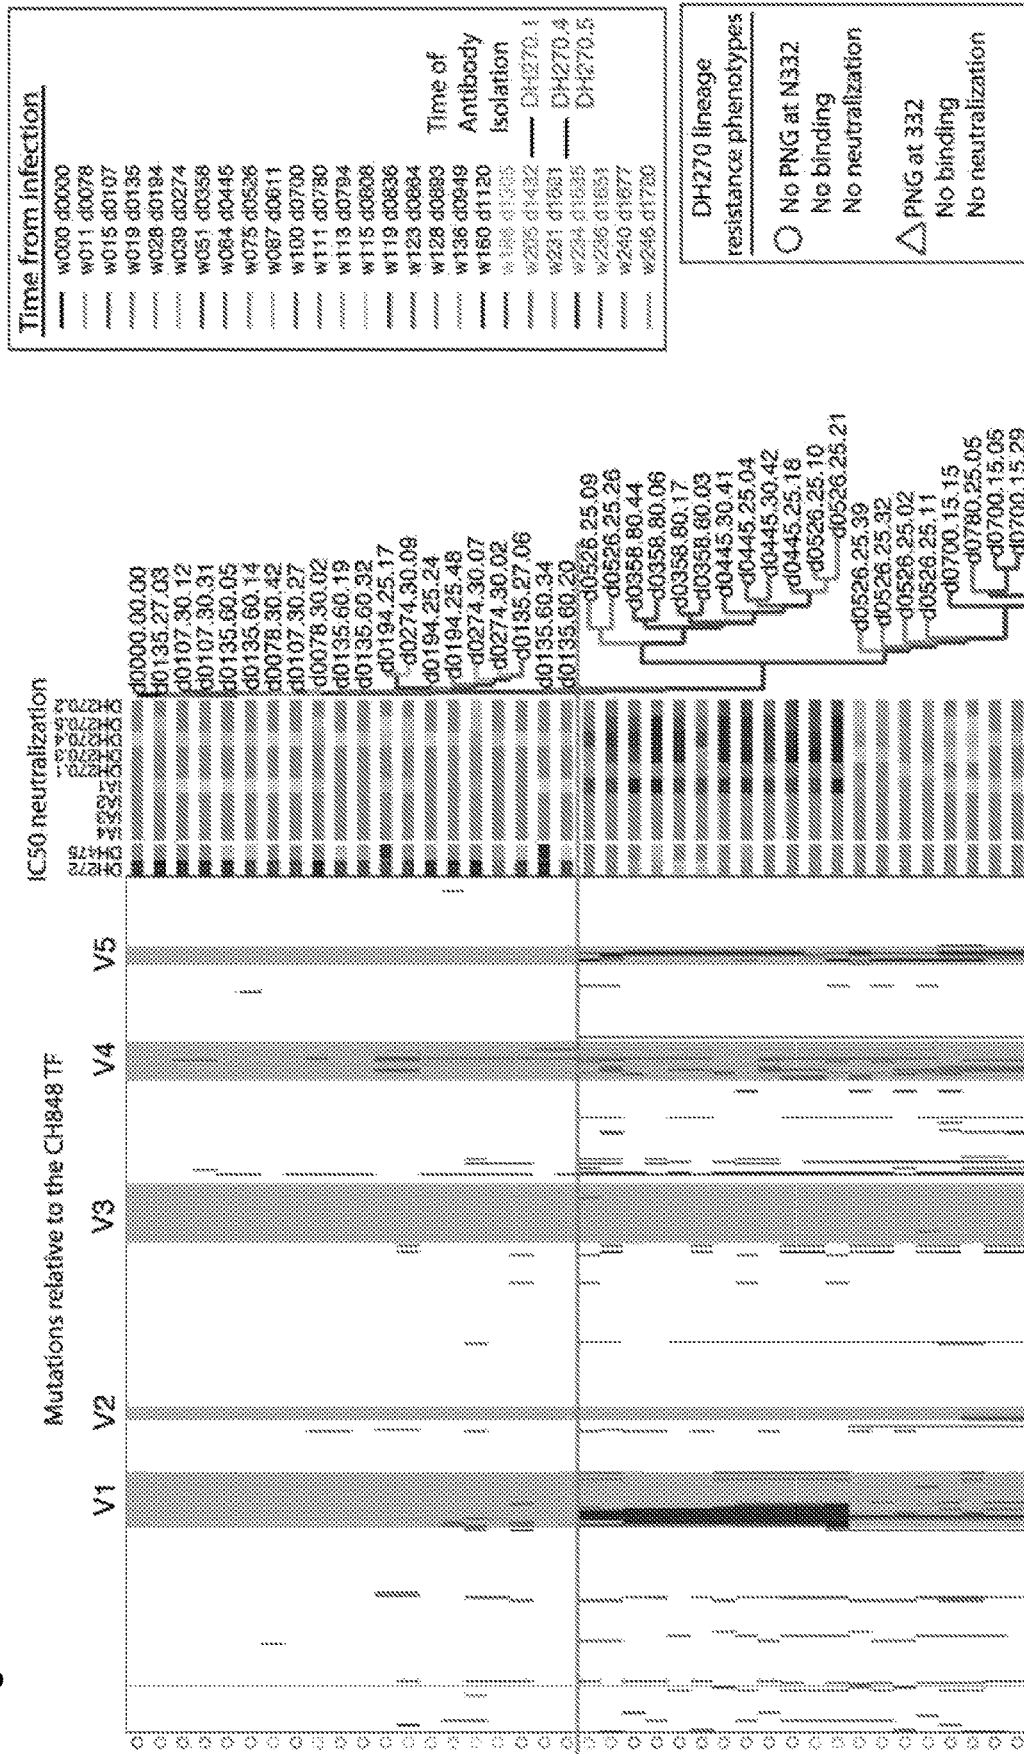 Mutations relative to the CH848 TF
IC50 neutralization
V1
V2
V3
V4
V5
DH272
DH475
DH270.1
d0000.00.00
d0135.27.03
d0107.30.12
d0107.30.31
d0135.60.05
d0135.60.14
d0078.30.42
d0107.30.27
d0078.30.02
d0135.60.19
d0135.60.32
d0194.25.17
d0274.30.09
d0194.25.24
d0194.25.48
d0274.30.07
d0274.30.02
d0135.27.06
d0135.60.34
d0135.60.20
d0526.25.09
d0526.25.26
d0358.80.44
d0358.80.06
d0358.80.17
d0358.60.03
d0445.30.41
d0445.25.04
d0445.30.42
d0445.25.18
d0526.25.10
d0526.25.21
d0526.25.39
d0526.25.32
d0526.25.02
d0526.25.11
d0700.15.15
d0780.25.05
d0700.15.05
d0700.15.29
Time from infection
w000 d0000
w011 d0078
w015 d0107
w019 d0135
w028 d0194
w039 d0274
w051 d0358
w064 d0445
w075 d0526
w087 d0611
w100 d0700
w111 d0780
w113 d0794
w115 d0808
w119 d0836
w123 d0864
w128 d0893
w136 d0949
w160 d1120
w205 d1432
w234 d1635
w236 d1651
w240 d1677
w246 d1720
Time of
Antibody
Isolation
DH270.1
DH270.4
DH270.5
DH270 lineage
resistance phenotypes
No PNG at N332
No binding
No neutralization
PNG at 332
No binding
No neutralization